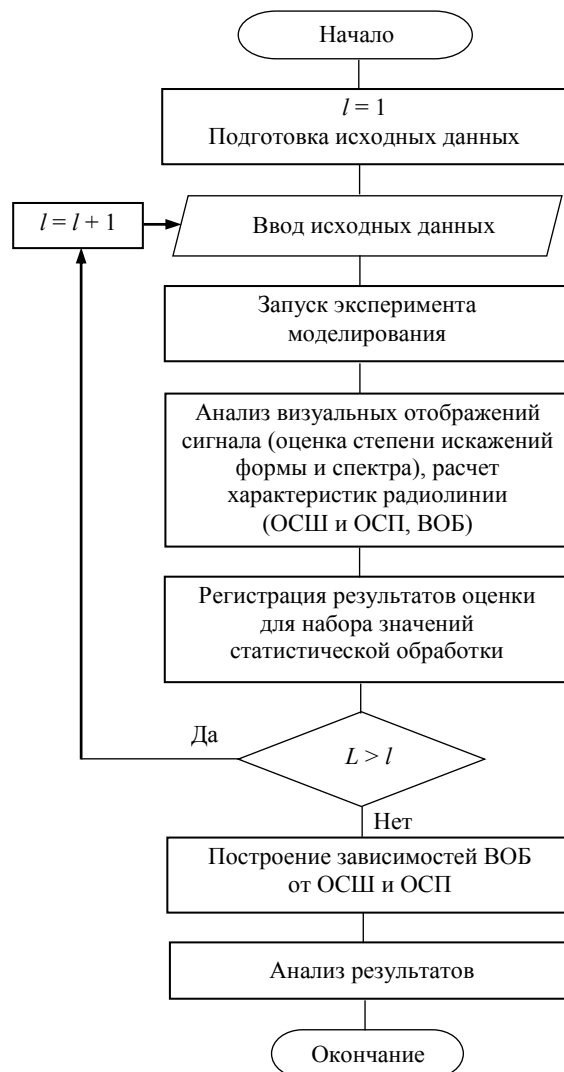 Начало
l = 1
Подготовка исходных данных
l = l + 1
Ввод исходных данных
Запуск эксперимента
моделирования
Анализ визуальных отображений
сигнала (оценка степени искажений
формы и спектра), расчет
характеристик радиолинии
(ОСШ и ОСП, ВОБ)
Регистрация результатов оценки
для набора значений
статистической обработки
Да
L > l
Нет
Построение зависимостей ВОБ
от ОСШ и ОСП
Анализ результатов
Окончание